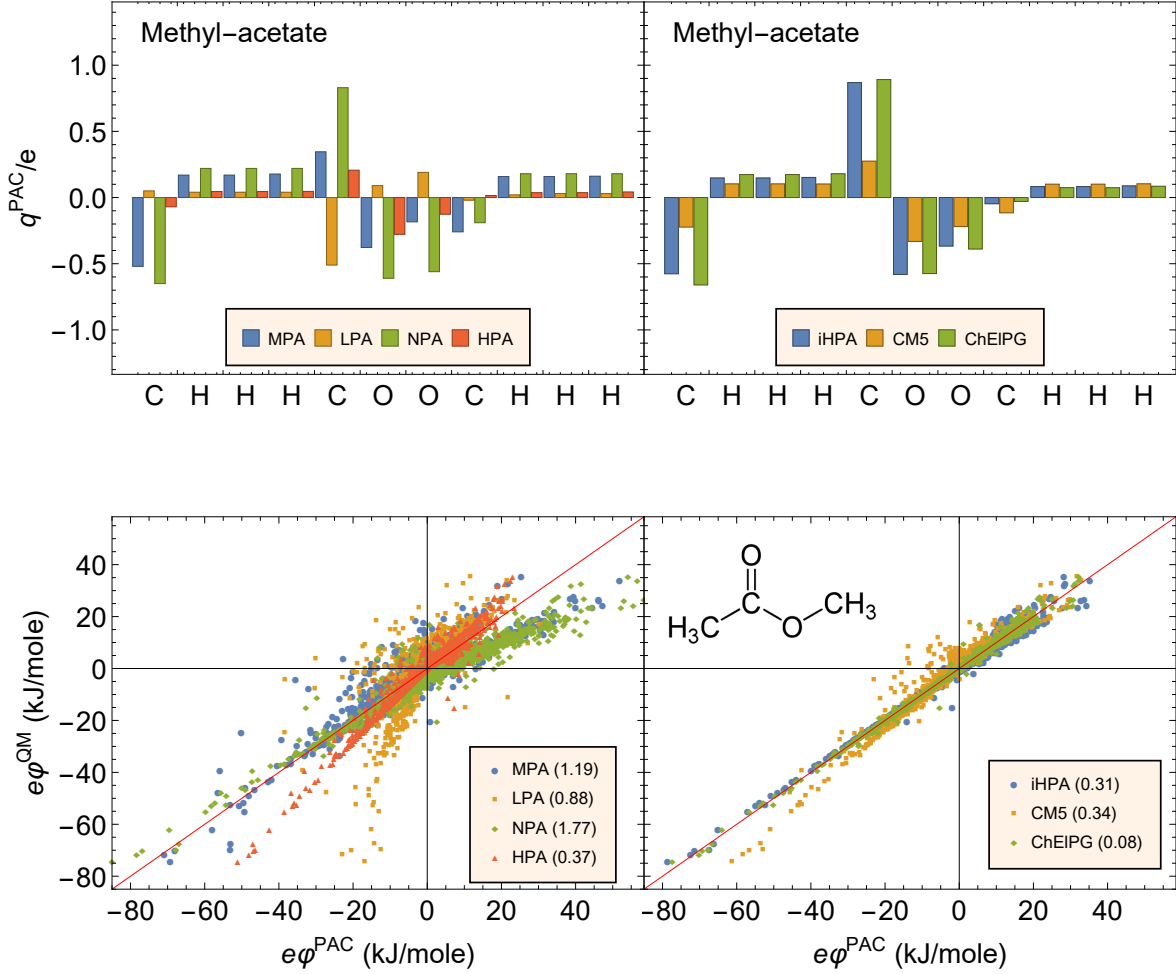 Methyl−acetate
Methyl−acetate
1.0
0.5
0.0
−0.5
−1.0
q^PAC/e
MPA LPA NPA HPA
iHPA CM5 ChElPG
C H H H C O O C H H H
C H H H C O O C H H H
40
20
0
−20
−40
−60
−80
eφ^QM (kJ/mole)
MPA (1.19)
LPA (0.88)
NPA (1.77)
HPA (0.37)
O
H₃C C O CH₃
iHPA (0.31)
CM5 (0.34)
ChElPG (0.08)
−80 −60 −40 −20 0 20 40
−80 −60 −40 −20 0 20 40
eφ^PAC (kJ/mole)
eφ^PAC (kJ/mole)